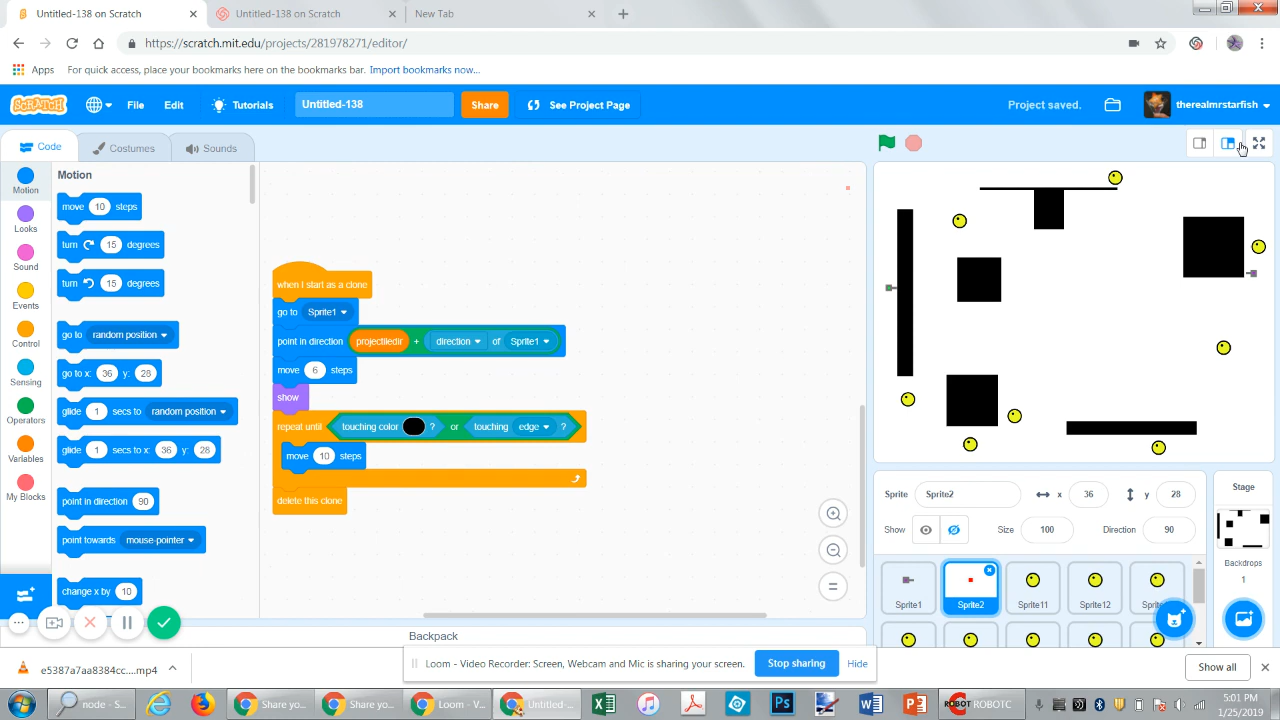 Untitled-138 on Scratch
Untitled-138 on Scratch
New Tab
https://scratch.mit.edu/projects/281978271/editor/
Apps
For quick access, place your bookmarks here on the bookmarks bar. Import bookmarks now...
SCRATCH
File
Edit
Tutorials
Untitled-138
Share
See Project Page
Project saved.
therealmrstarfish
Code
Costumes
Sounds
Motion
Looks
Sound
Events
Control
Sensing
Operators
Variables
My Blocks
Motion
move 10 steps
turn 15 degrees
turn 15 degrees
go to random position
go to x: 36 y: 28
glide 1 secs to random position
glide 1 secs to x: 36 y: 28
point in direction 90
point towards mouse-pointer
change x by 10
when I start as a clone
go to Sprite1
point in direction projectiledir + direction of Sprite1
move 6 steps
show
repeat until touching color ? or touching edge ?
move 10 steps
delete this clone
Backpack
Sprite Sprite2 x 36 y 28
Show Size 100 Direction 90
Stage
Backdrops
1
Sprite1
Sprite2
Sprite11
Sprite12
e5387a7aa8384cc....mp4
Loom - Video Recorder: Screen, Webcam and Mic is sharing your screen.
Stop sharing
Hide
Show all
node - S...
Share yo...
Share yo...
Loom - V...
Untitled-...
ROBOTC
5:01 PM
1/25/2019